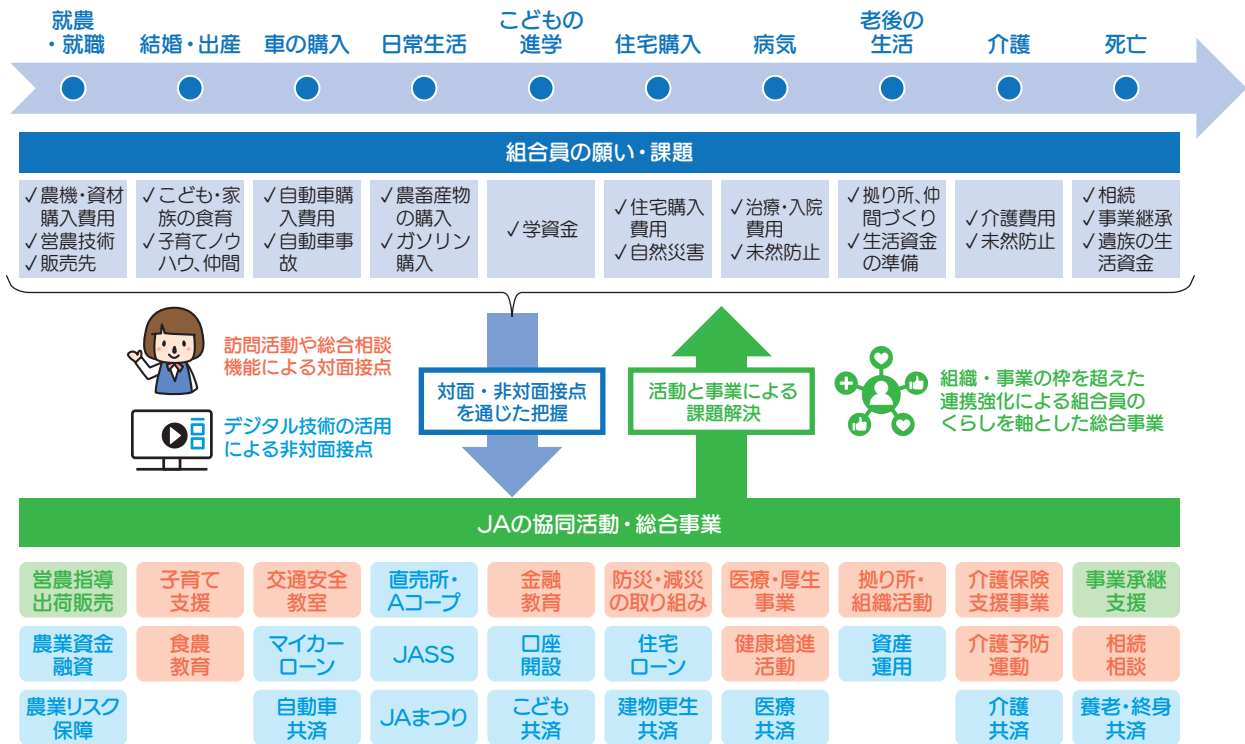 就農
・就職
結婚・出産
車の購入
日常生活
こどもの
進学
住宅購入
病気
老後の
生活
介護
死亡
組合員の願い・課題
✓農機・資材
購入費用
✓営農技術
✓販売先
✓こども・家
族の食育
✓子育てノウ
ハウ、仲間
✓自動車購
入費用
✓自動車事
故
✓農畜産物
の購入
✓ガソリン
購入
✓学資金
✓住宅購入
費用
✓自然災害
✓治療・入院
費用
✓未然防止
✓拠り所、仲
間づくり
✓生活資金
の準備
✓介護費用
✓未然防止
✓相続
✓事業継承
✓遺族の生
活資金
訪問活動や総合相談
機能による対面接点
デジタル技術の活用
による非対面接点
対面・非対面接点
を通じた把握
活動と事業による
課題解決
組織・事業の枠を超えた
連携強化による組合員の
くらしを軸とした総合事業
JAの協同活動・総合事業
営農指導
出荷販売
子育て
支援
交通安全
教室
直売所・
Aコープ
金融
教育
防災・減災
の取り組み
医療・厚生
事業
拠り所・
組織活動
介護保険
支援事業
事業承継
支援
農業資金
融資
食農
教育
マイカー
ローン
JASS
口座
開設
住宅
ローン
健康増進
活動
資産
運用
介護予防
運動
相続
相談
農業リスク
保障
自動車
共済
JAまつり
こども
共済
建物更生
共済
医療
共済
介護
共済
養老・終身
共済